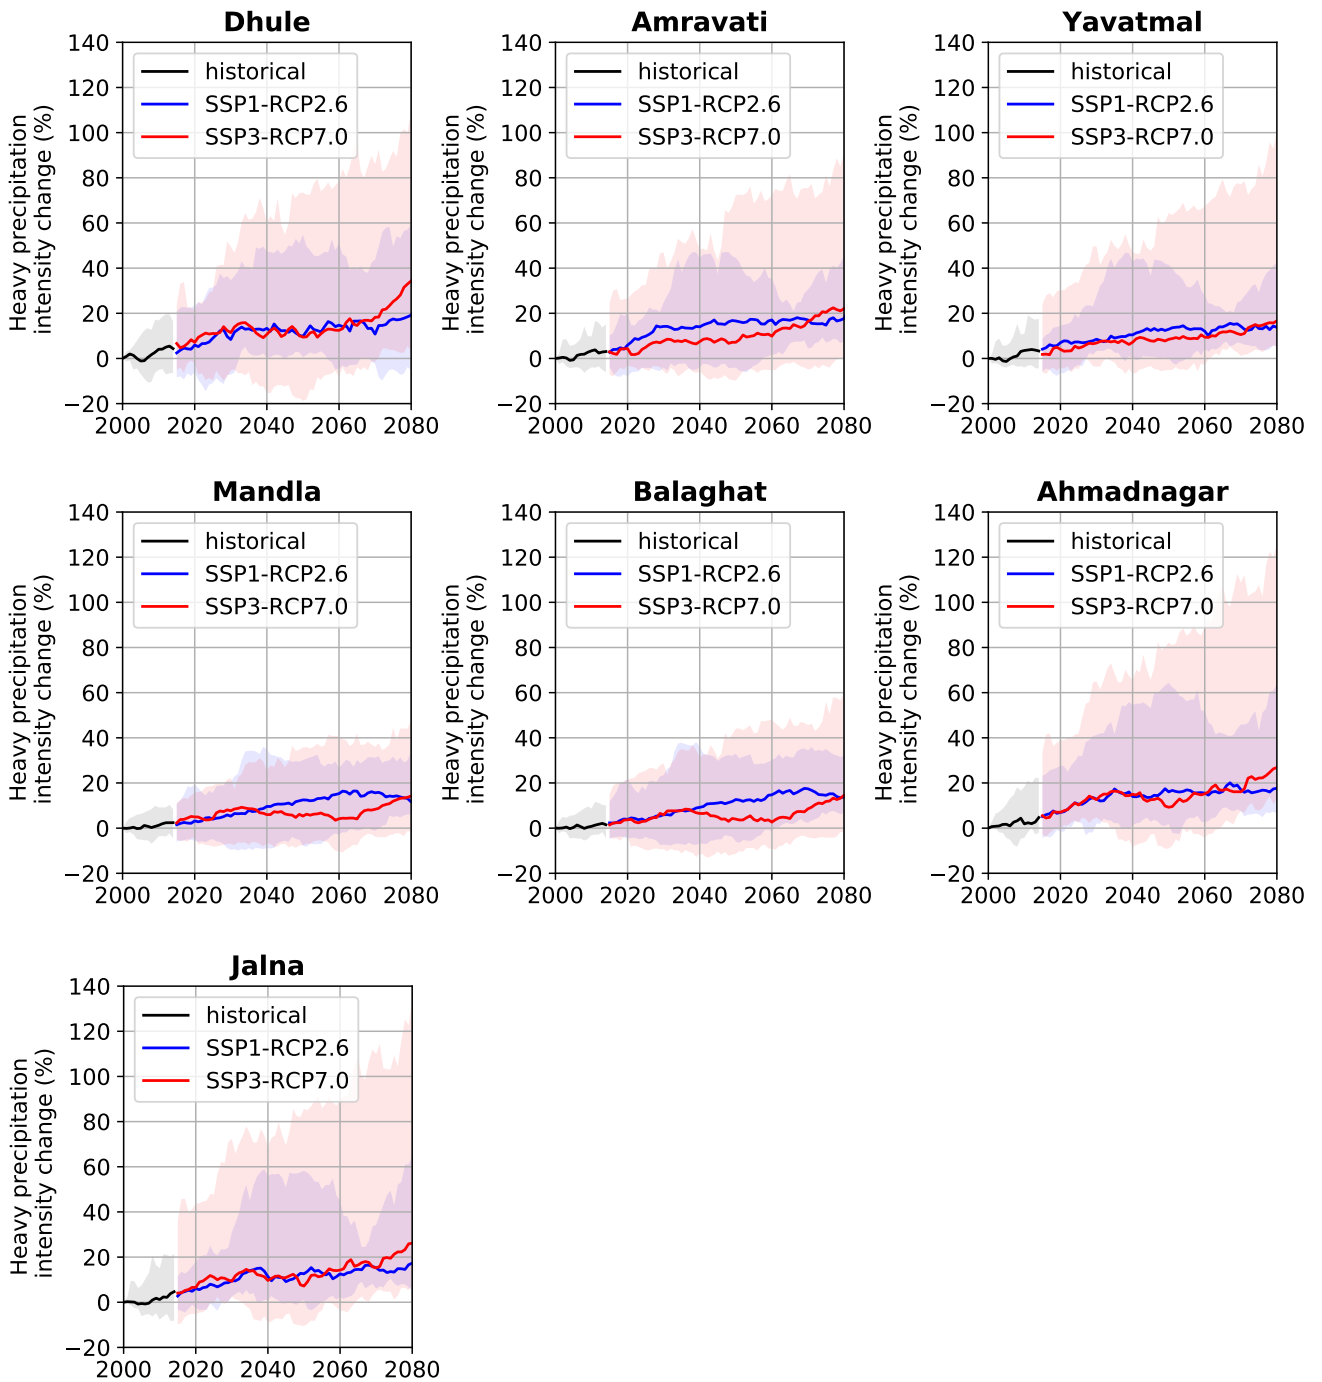 Dhule
Heavy precipitation
intensity change (%)
140
120
100
80
60
40
20
0
−20
historical
SSP1-RCP2.6
SSP3-RCP7.0
2000 2020 2040 2060 2080
Amravati
Heavy precipitation
intensity change (%)
140
120
100
80
60
40
20
0
−20
historical
SSP1-RCP2.6
SSP3-RCP7.0
2000 2020 2040 2060 2080
Yavatmal
Heavy precipitation
intensity change (%)
140
120
100
80
60
40
20
0
−20
historical
SSP1-RCP2.6
SSP3-RCP7.0
2000 2020 2040 2060 2080
Mandla
Heavy precipitation
intensity change (%)
140
120
100
80
60
40
20
0
−20
historical
SSP1-RCP2.6
SSP3-RCP7.0
2000 2020 2040 2060 2080
Balaghat
Heavy precipitation
intensity change (%)
140
120
100
80
60
40
20
0
−20
historical
SSP1-RCP2.6
SSP3-RCP7.0
2000 2020 2040 2060 2080
Ahmadnagar
Heavy precipitation
intensity change (%)
140
120
100
80
60
40
20
0
−20
historical
SSP1-RCP2.6
SSP3-RCP7.0
2000 2020 2040 2060 2080
Jalna
Heavy precipitation
intensity change (%)
140
120
100
80
60
40
20
0
−20
historical
SSP1-RCP2.6
SSP3-RCP7.0
2000 2020 2040 2060 2080